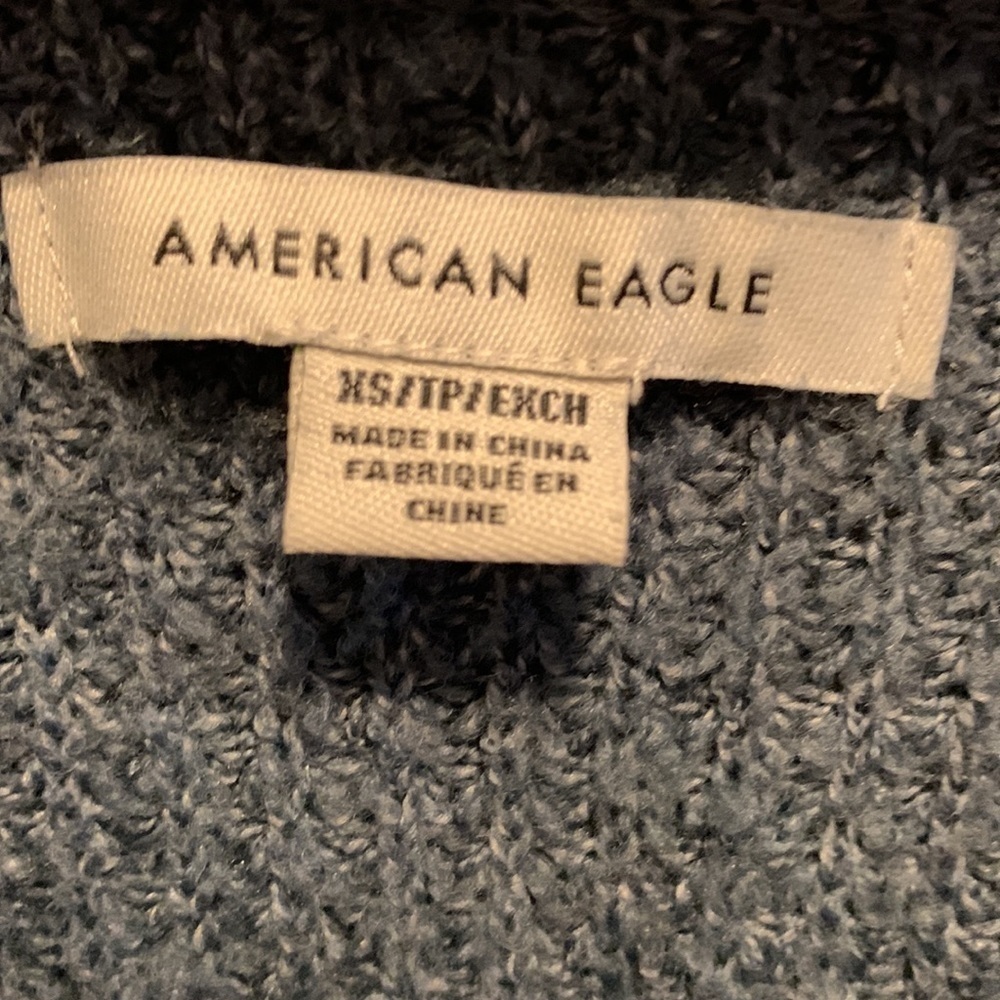 AMERICAN EAGLE
XS/TP/EXCH
MADE IN CHINA
FABRIQUÉ EN
CHINE